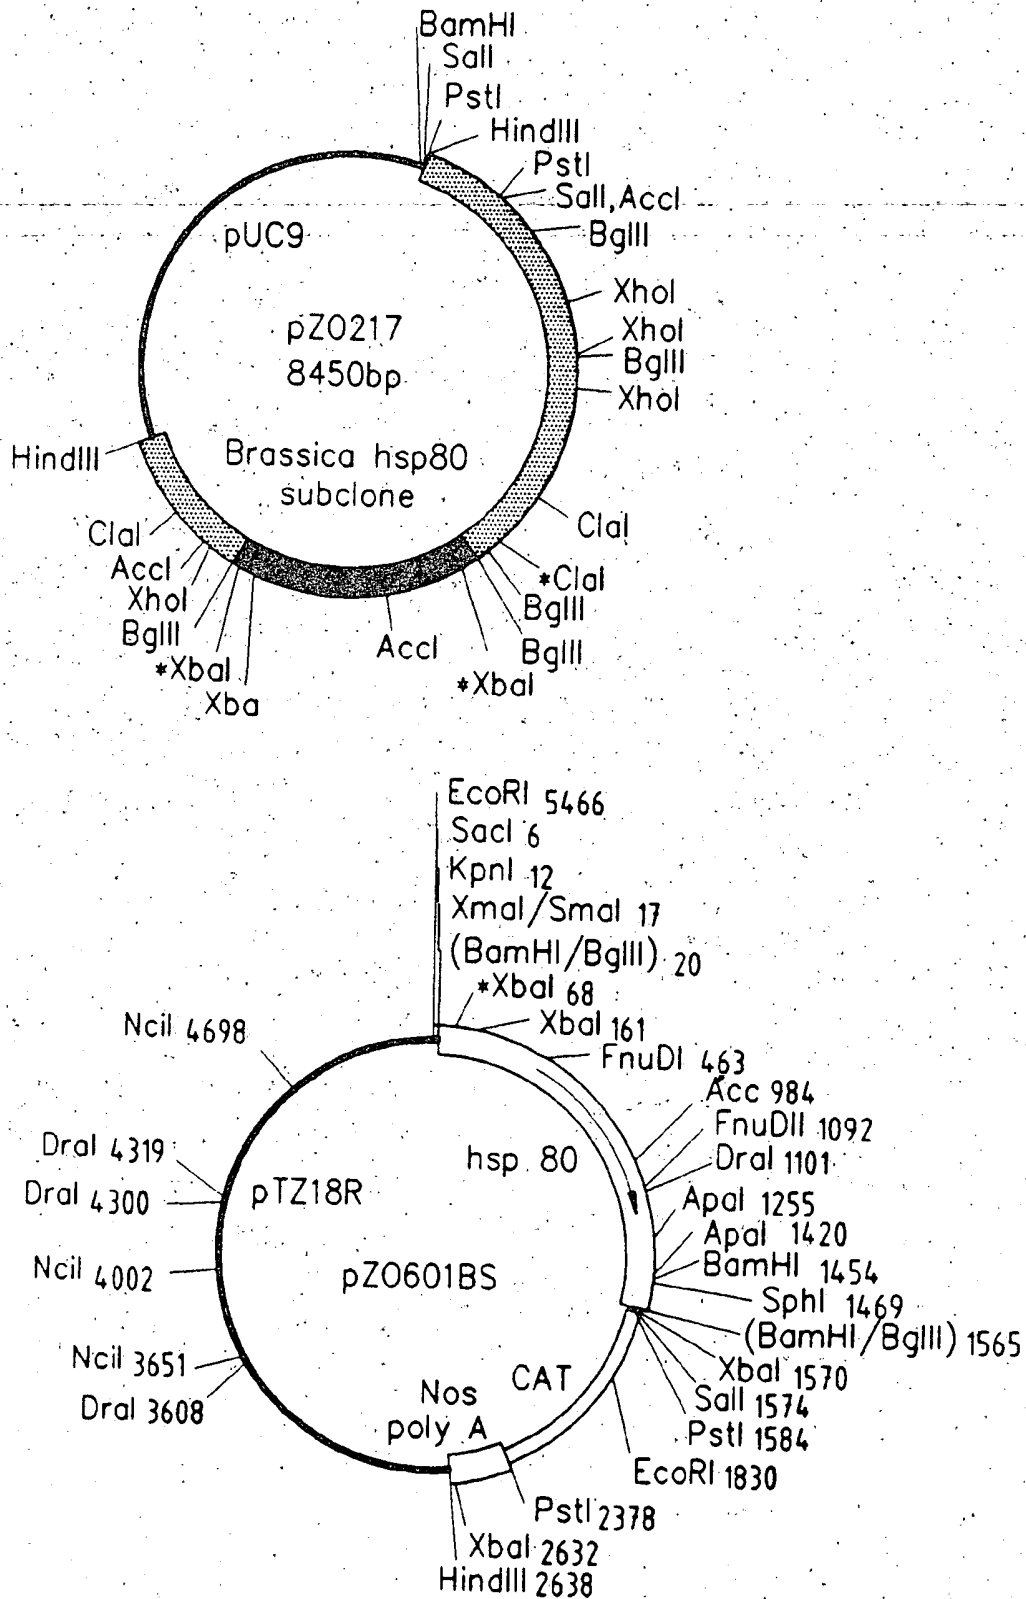 BamHI
SalI
PstI
HindIII
PstI
SalI,AccI
BglII
XhoI
XhoI
BglII
XhoI
ClaI
*ClaI
BglII
BglII
*XbaI
AccI
Xba
*XbaI
BglII
XhoI
AccI
ClaI
HindIII
pUC9
pZO217
8450bp
Brassica hsp80
subclone
EcoRI 5466
SacI 6
KpnI 12
XmaI/SmaI 17
(BamHI/BglII) 20
*XbaI 68
XbaI 161
FnuDI 463
Acc 984
FnuDII 1092
DraI 1101
ApaI 1255
ApaI 1420
BamHI 1454
SphI 1469
(BamHI/BglII) 1565
XbaI 1570
SalI 1574
PstI 1584
EcoRI 1830
PstI 2378
XbaI 2632
HindIII 2638
DraI 3608
NciI 3651
NciI 4002
DraI 4300
DraI 4319
NciI 4698
hsp 80
pTZ18R
pZO601BS
CAT
Nos
poly A